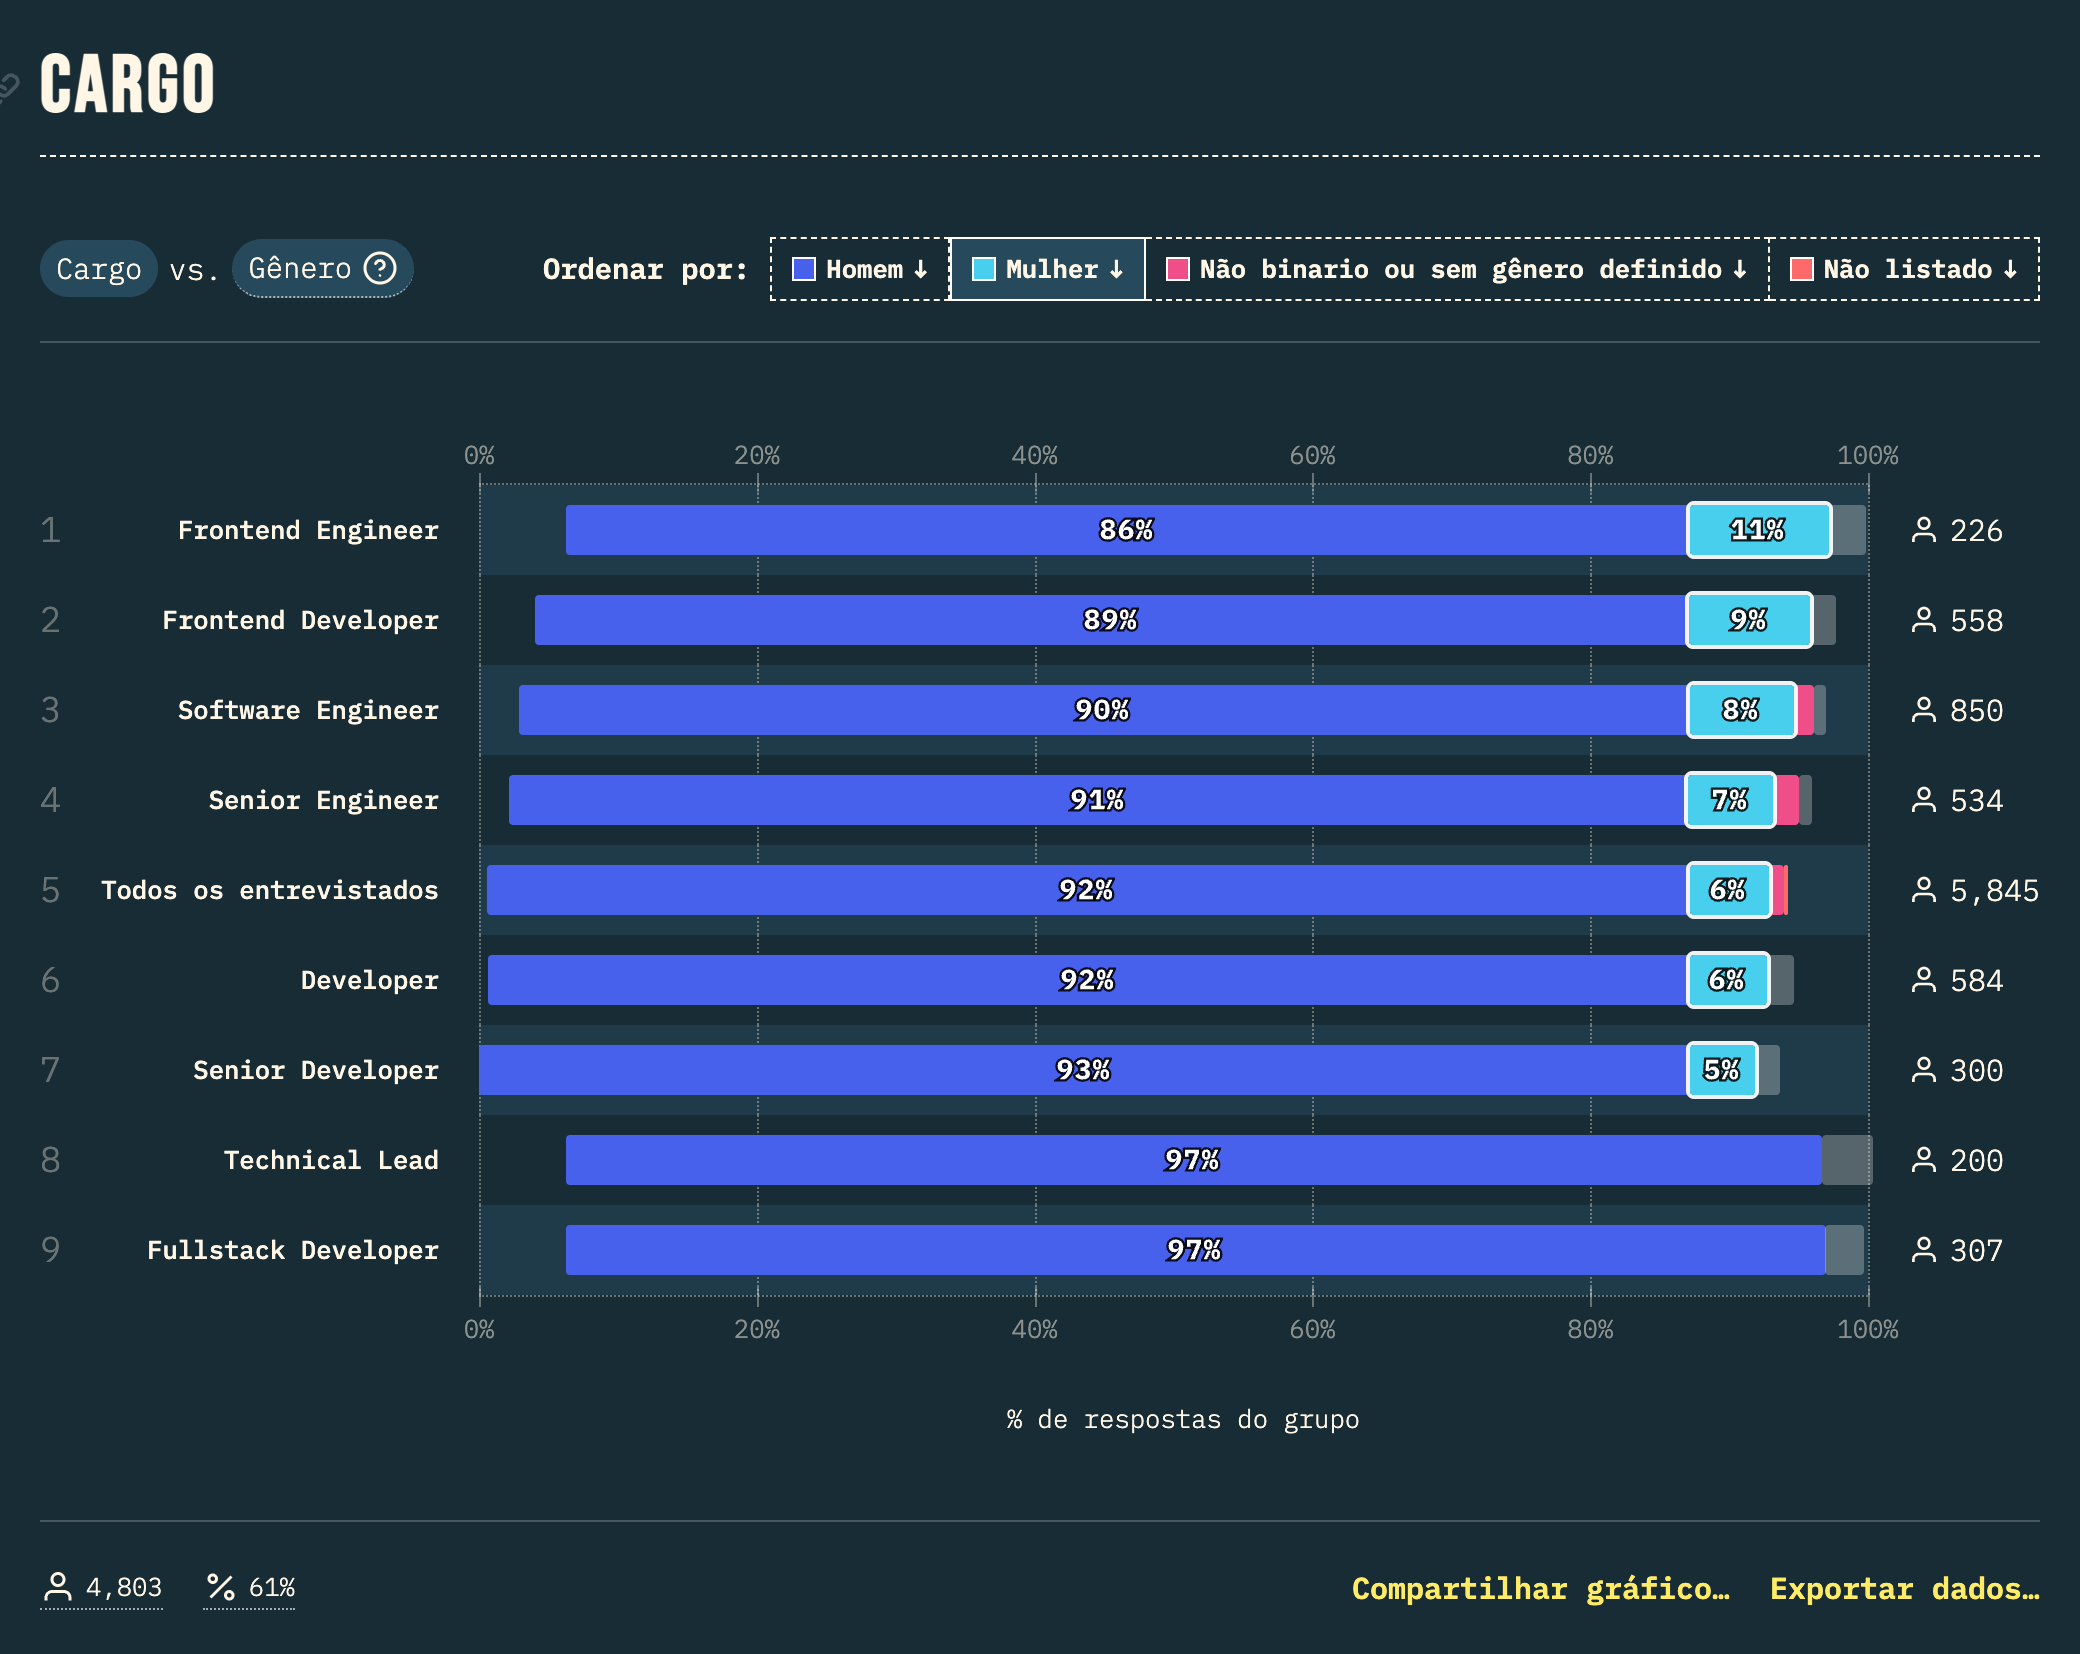 CARGO
Cargo vs. Gênero Ordenar por: Homem ↓ Mulher ↓ Não binario ou sem gênero definido ↓ Não listado ↓
0% 20% 40% 60% 80% 100%
1 Frontend Engineer 86% 11% 226
2 Frontend Developer 89% 9% 558
3 Software Engineer 90% 8% 850
4 Senior Engineer 91% 7% 534
5 Todos os entrevistados 92% 6% 5,845
6 Developer 92% 6% 584
7 Senior Developer 93% 5% 300
8 Technical Lead 97% 200
9 Fullstack Developer 97% 307
0% 20% 40% 60% 80% 100%
% de respostas do grupo
4,803 % 61% Compartilhar gráfico… Exportar dados…